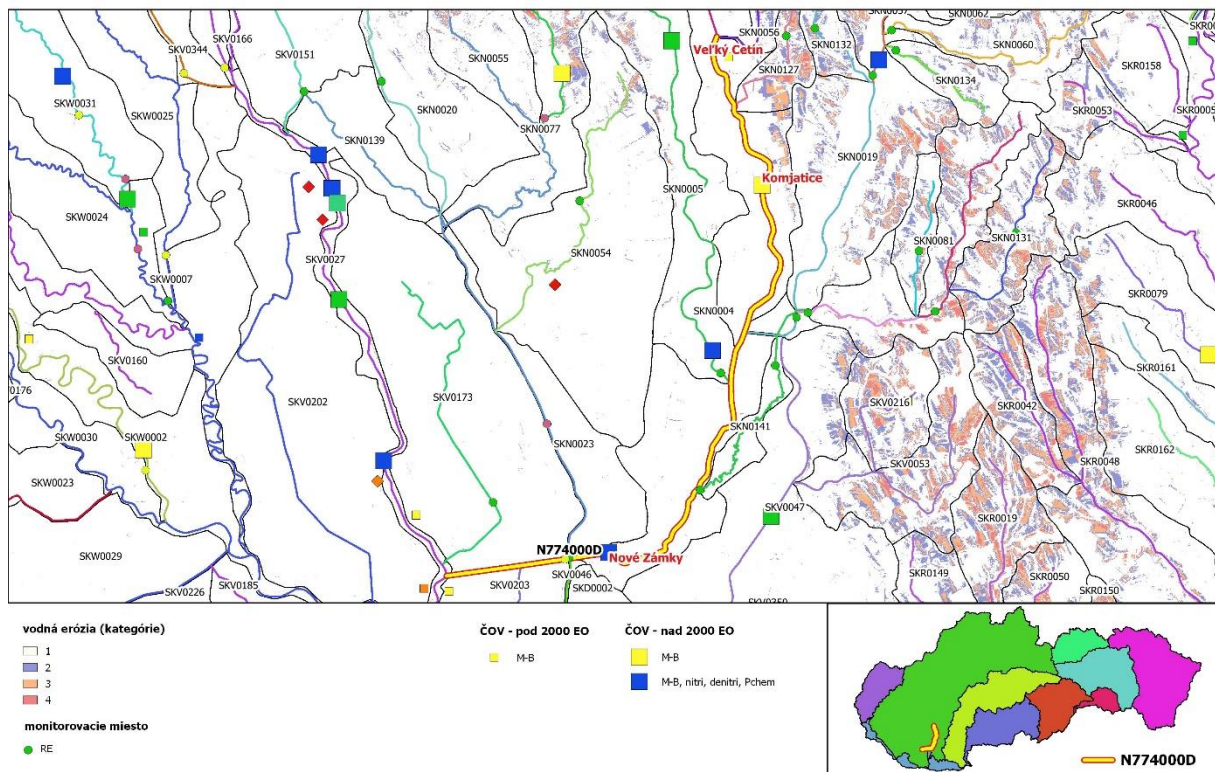 SKV0344
SKV0166
SKV0151
SKN0055
SKN0056
SKN0132
SKN0062
SKN0060
SKR0158
Veľký Cetín
SKN0127
SKN0134
SKW0031
SKW0025
SKN0020
SKR0053
SKN0077
SKN0139
SKN0019
SKN0005
Komjatice
SKW0024
SKR0046
SKN0081
SKN0131
SKN0054
SKV0027
SKW0007
SKR0079
SKN0004
SKV0160
SKR0161
SKV0202
SKV0173
SKV0216
SKR0042
SKN0141
SKW0030
SKW0002
SKN0023
SKR0162
SKV0053
SKR0048
SKW0023
SKV0047
SKR0019
N774000D
Nové Zámky
SKW0029
SKV0226
SKV0185
SKV0203
SKV0046
SKD0002
SKR0149
SKR0050
SKR0150
vodná erózia (kategórie)
1
2
3
4
monitorovacie miesto
RE
ČOV - pod 2000 EO
M-B
ČOV - nad 2000 EO
M-B
M-B, nitri, denitri, Pchem
N774000D